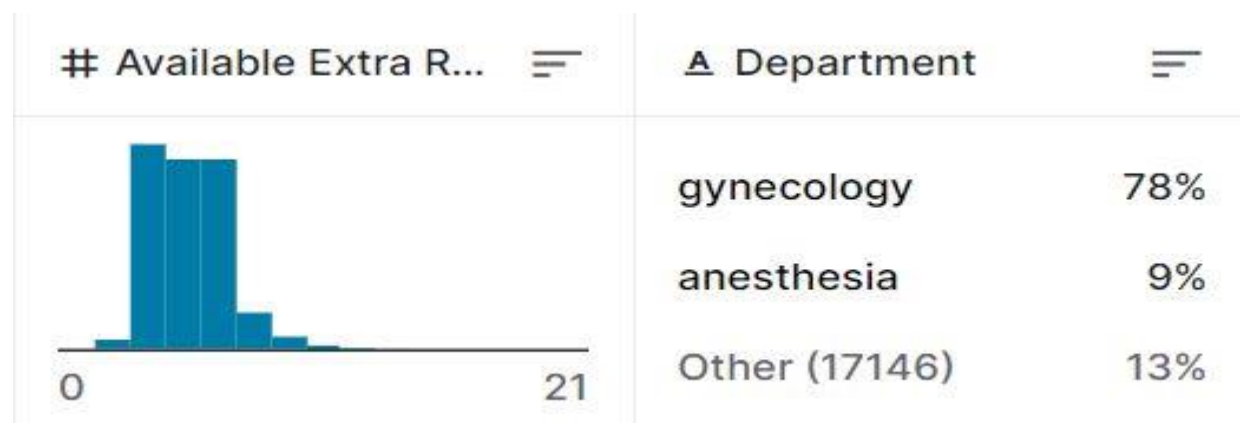 # Available Extra R...
A Department
0 21
gynecology 78%
anesthesia 9%
Other (17146) 13%